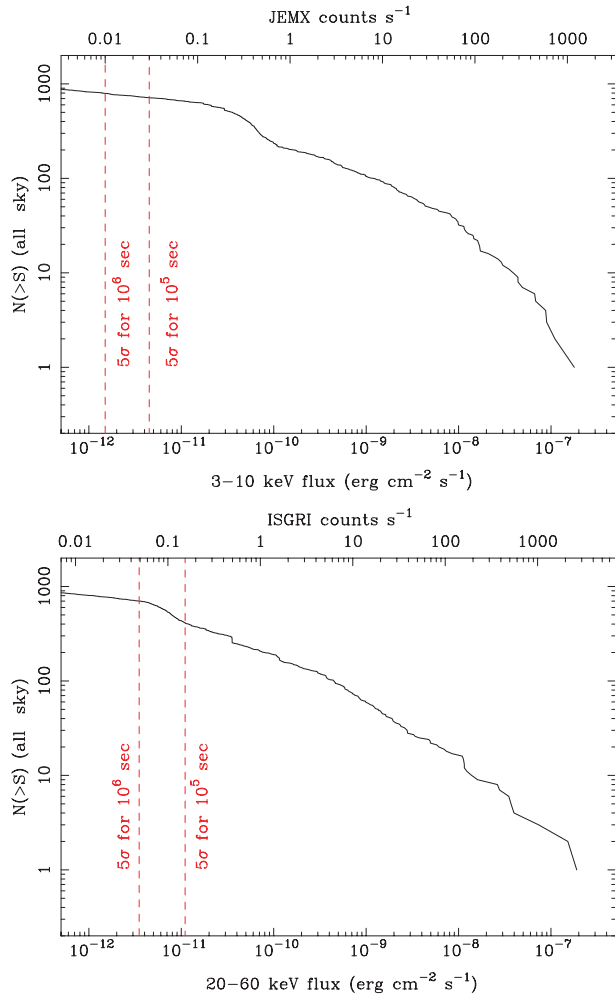 JEMX counts s⁻¹
0.01 0.1 1 10 100 1000
N(>S) (all sky)
1000
100
10
1
5σ for 10⁶ sec
5σ for 10⁵ sec
10⁻¹² 10⁻¹¹ 10⁻¹⁰ 10⁻⁹ 10⁻⁸ 10⁻⁷
3−10 keV flux (erg cm⁻² s⁻¹)
ISGRI counts s⁻¹
0.01 0.1 1 10 100 1000
N(>S) (all sky)
1000
100
10
1
5σ for 10⁶ sec
5σ for 10⁵ sec
10⁻¹² 10⁻¹¹ 10⁻¹⁰ 10⁻⁹ 10⁻⁸ 10⁻⁷
20−60 keV flux (erg cm⁻² s⁻¹)